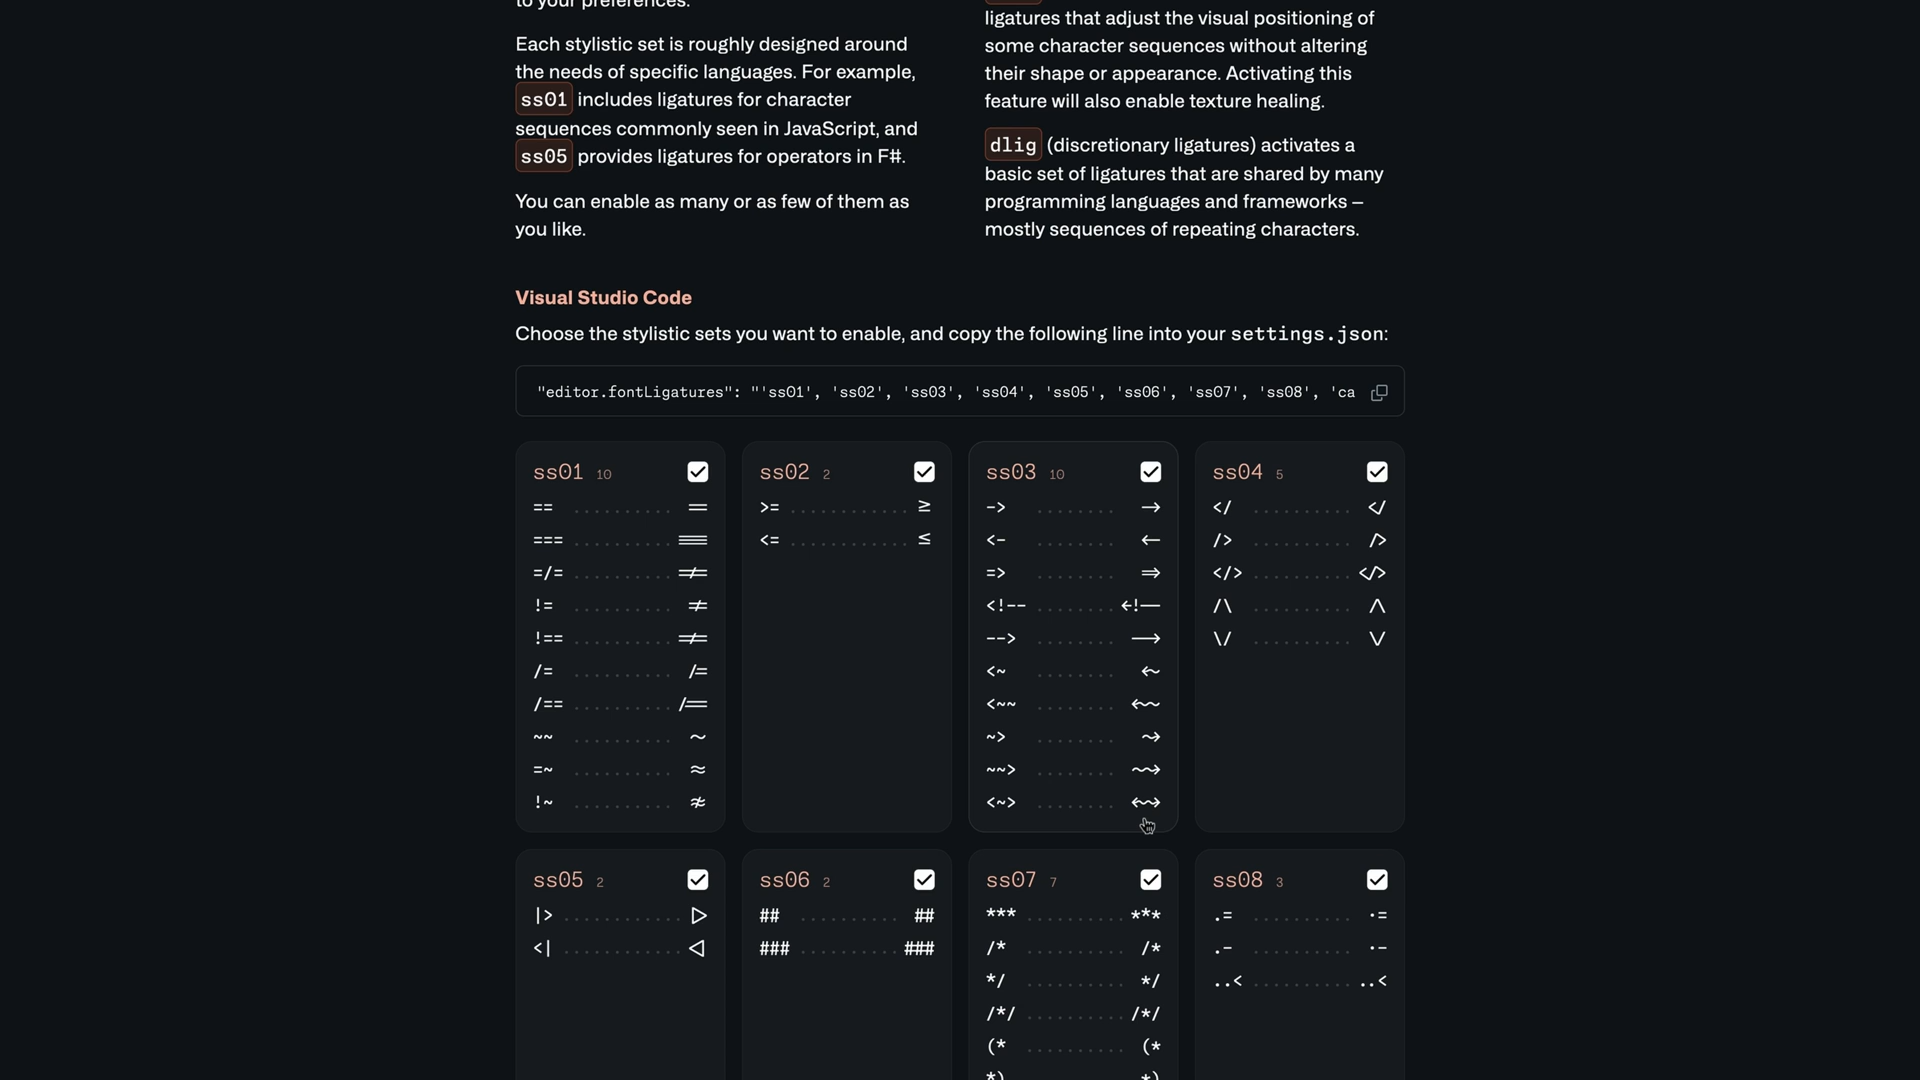 to your preferences.
Each stylistic set is roughly designed around
the needs of specific languages. For example,
ss01 includes ligatures for character
sequences commonly seen in JavaScript, and
ss05 provides ligatures for operators in F#.
You can enable as many or as few of them as
you like.
ligatures that adjust the visual positioning of
some character sequences without altering
their shape or appearance. Activating this
feature will also enable texture healing.
dlig (discretionary ligatures) activates a
basic set of ligatures that are shared by many
programming languages and frameworks –
mostly sequences of repeating characters.
Visual Studio Code
Choose the stylistic sets you want to enable, and copy the following line into your settings.json:
"editor.fontLigatures": "'ss01', 'ss02', 'ss03', 'ss04', 'ss05', 'ss06', 'ss07', 'ss08', 'ca
ss01 10
== .......... ==
=== .......... ===
=/= .......... =/=
!= .......... !=
!== .......... !==
/= .......... /=
/== .......... /==
~~ .......... ~~
=~ .......... ≈
!~ .......... ≉
ss02 2
>= ............ ≥
<= ............ ≤
ss03 10
-> ........ →
<- ........ ←
=> ........ ⇒
<!-- ........ <!--
--> ........ ⟶
<~ ........ <~
<~~ ........ <~~
~> ........ ~>
~~> ........ ~~>
<~> ........ <~>
ss04 5
</ .......... </
/> .......... />
</> .......... </>
/\ .......... /\
\/ .......... \/
ss05 2
|> ............ ▷
<| ............ ◁
ss06 2
## .......... ##
### .......... ###
ss07 7
*** .......... ***
/* .......... /*
*/ .......... */
/*/ .......... /*/
(* .......... (*
*) *)
ss08 3
.= .......... .=
.- .......... .-
..< .......... ..<